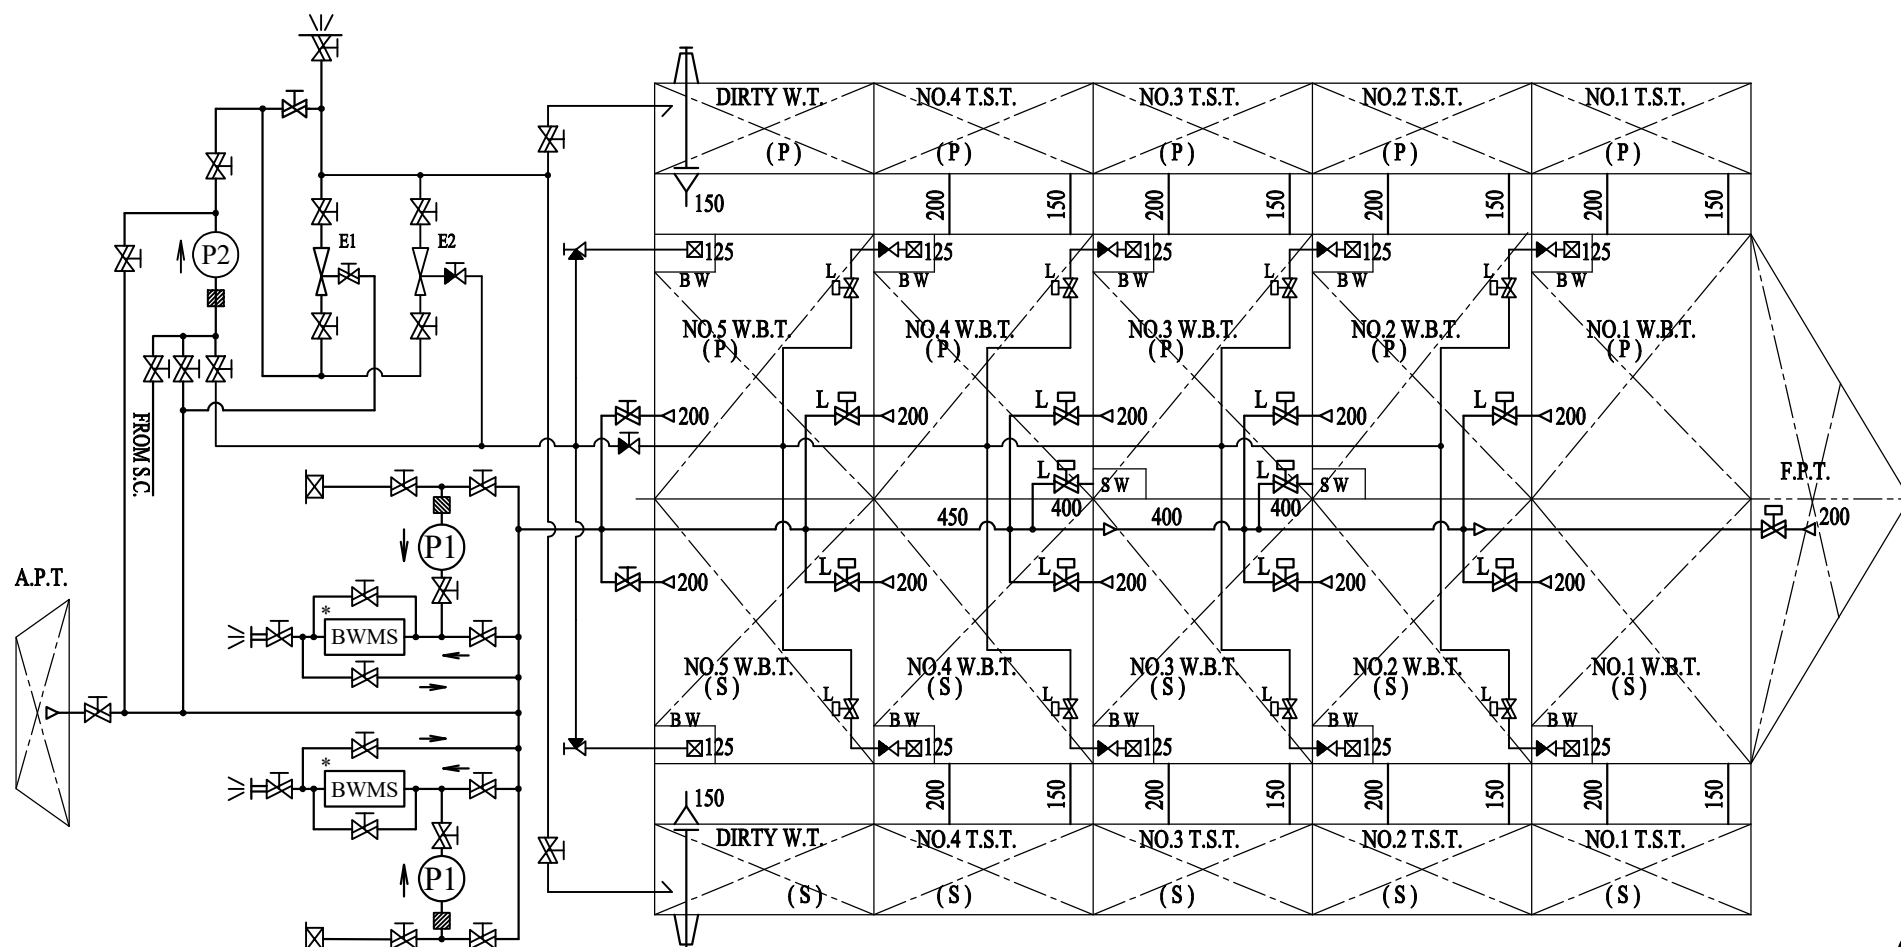 DIRTY W.T. NO.4 T.S.T. NO.3 T.S.T. NO.2 T.S.T. NO.1 T.S.T.
(P) (P) (P) (P) (P)
150 200 150 200 150 200 150 200 150
E1 E2
P2
125 125 125 125 125
BW BW BW BW BW
L L L L
NO.5 W.B.T. NO.4 W.B.T. NO.3 W.B.T. NO.2 W.B.T. NO.1 W.B.T.
(P) (P) (P) (P) (P)
FROM S.C.
200 L 200 L 200 L 200 L 200
L SW L SW F.P.T.
400 400
450 400 200
P1
A.P.T.
200 L 200 L 200 L 200 L 200
*
BWMS
NO.5 W.B.T. NO.4 W.B.T. NO.3 W.B.T. NO.2 W.B.T. NO.1 W.B.T.
(S) (S) (S) (S) (S)
L L L L
BW BW BW BW BW
125 125 125 125 125
*
BWMS
150 200 150 200 150 200 150 200 150
DIRTY W.T. NO.4 T.S.T. NO.3 T.S.T. NO.2 T.S.T. NO.1 T.S.T.
P1
(S) (S) (S) (S) (S)